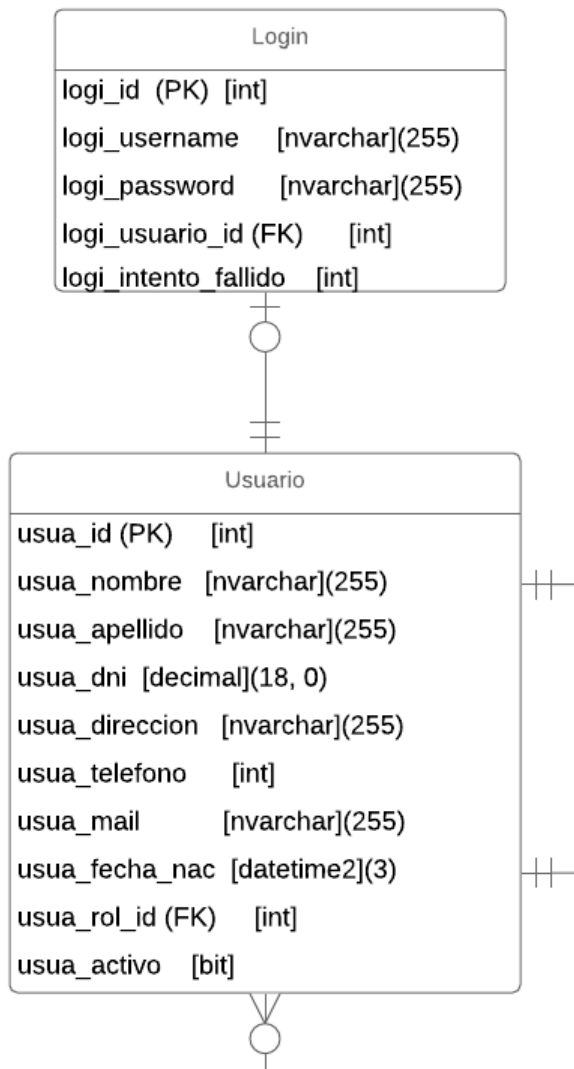 Login
logi_id (PK) [int]
logi_username [nvarchar](255)
logi_password [nvarchar](255)
logi_usuario_id (FK) [int]
logi_intento_fallido [int]
Usuario
usua_id (PK) [int]
usua_nombre [nvarchar](255)
usua_apellido [nvarchar](255)
usua_dni [decimal](18, 0)
usua_direccion [nvarchar](255)
usua_telefono [int]
usua_mail [nvarchar](255)
usua_fecha_nac [datetime2](3)
usua_rol_id (FK) [int]
usua_activo [bit]